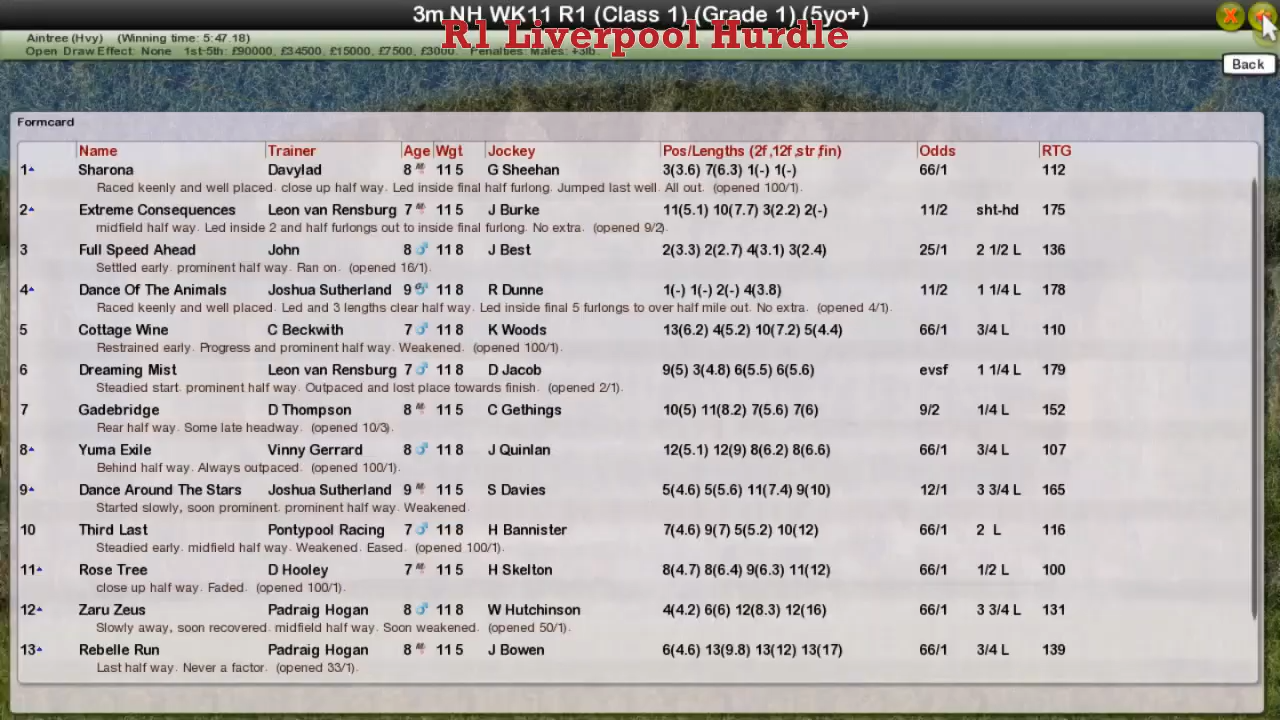 3m NH WK11 R1 (Class 1) (Grade 1) (5yo+)
R1 Liverpool Hurdle
Aintree (Hvy) (Winning time: 5:47.18)
Open Draw Effect: None 1st-5th: £90000, £34500, £15000, £7500, £3000. Penalties: Males: +3lb.
Back
Formcard
Name Trainer Age Wgt Jockey Pos/Lengths (2f,12f,str,fin) Odds RTG
1 Sharona Davylad 8 11 5 G Sheehan 3(3.6) 7(6.3) 1(-) 1(-) 66/1 112
Raced keenly and well placed. close up half way. Led inside final half furlong. Jumped last well. All out. (opened 100/1).
2 Extreme Consequences Leon van Rensburg 7 11 5 J Burke 11(5.1) 10(7.7) 3(2.2) 2(-) 11/2 sht-hd 175
midfield half way. Led inside 2 and half furlongs out to inside final furlong. No extra. (opened 9/2).
3 Full Speed Ahead John 8 11 8 J Best 2(3.3) 2(2.7) 4(3.1) 3(2.4) 25/1 2 1/2 L 136
Settled early. prominent half way. Ran on. (opened 16/1).
4 Dance Of The Animals Joshua Sutherland 9 11 8 R Dunne 1(-) 1(-) 2(-) 4(3.8) 11/2 1 1/4 L 178
Raced keenly and well placed. Led and 3 lengths clear half way. Led inside final 5 furlongs to over half mile out. No extra. (opened 4/1).
5 Cottage Wine C Beckwith 7 11 8 K Woods 13(6.2) 4(5.2) 10(7.2) 5(4.4) 66/1 3/4 L 110
Restrained early. Progress and prominent half way. Weakened. (opened 100/1).
6 Dreaming Mist Leon van Rensburg 7 11 8 D Jacob 9(5) 3(4.8) 6(5.5) 6(5.6) evsf 1 1/4 L 179
Steadied start. prominent half way. Outpaced and lost place towards finish. (opened 2/1).
7 Gadebridge D Thompson 8 11 5 C Gethings 10(5) 11(8.2) 7(5.6) 7(6) 9/2 1/4 L 152
Rear half way. Some late headway. (opened 10/3).
8 Yuma Exile Vinny Gerrard 8 11 8 J Quinlan 12(5.1) 12(9) 8(6.2) 8(6.6) 66/1 3/4 L 107
Behind half way. Always outpaced. (opened 100/1).
9 Dance Around The Stars Joshua Sutherland 9 11 5 S Davies 5(4.6) 5(5.6) 11(7.4) 9(10) 12/1 3 3/4 L 165
Started slowly, soon prominent. prominent half way. Weakened.
10 Third Last Pontypool Racing 7 11 8 H Bannister 7(4.6) 9(7) 5(5.2) 10(12) 66/1 2 L 116
Steadied early. midfield half way. Weakened. Eased. (opened 100/1).
11 Rose Tree D Hooley 7 11 5 H Skelton 8(4.7) 8(6.4) 9(6.3) 11(12) 66/1 1/2 L 100
close up half way. Faded. (opened 100/1).
12 Zaru Zeus Padraig Hogan 8 11 8 W Hutchinson 4(4.2) 6(6) 12(8.3) 12(16) 66/1 3 3/4 L 131
Slowly away, soon recovered. midfield half way. Soon weakened. (opened 50/1).
13 Rebelle Run Padraig Hogan 8 11 5 J Bowen 6(4.6) 13(9.8) 13(12) 13(17) 66/1 3/4 L 139
Last half way. Never a factor. (opened 33/1).